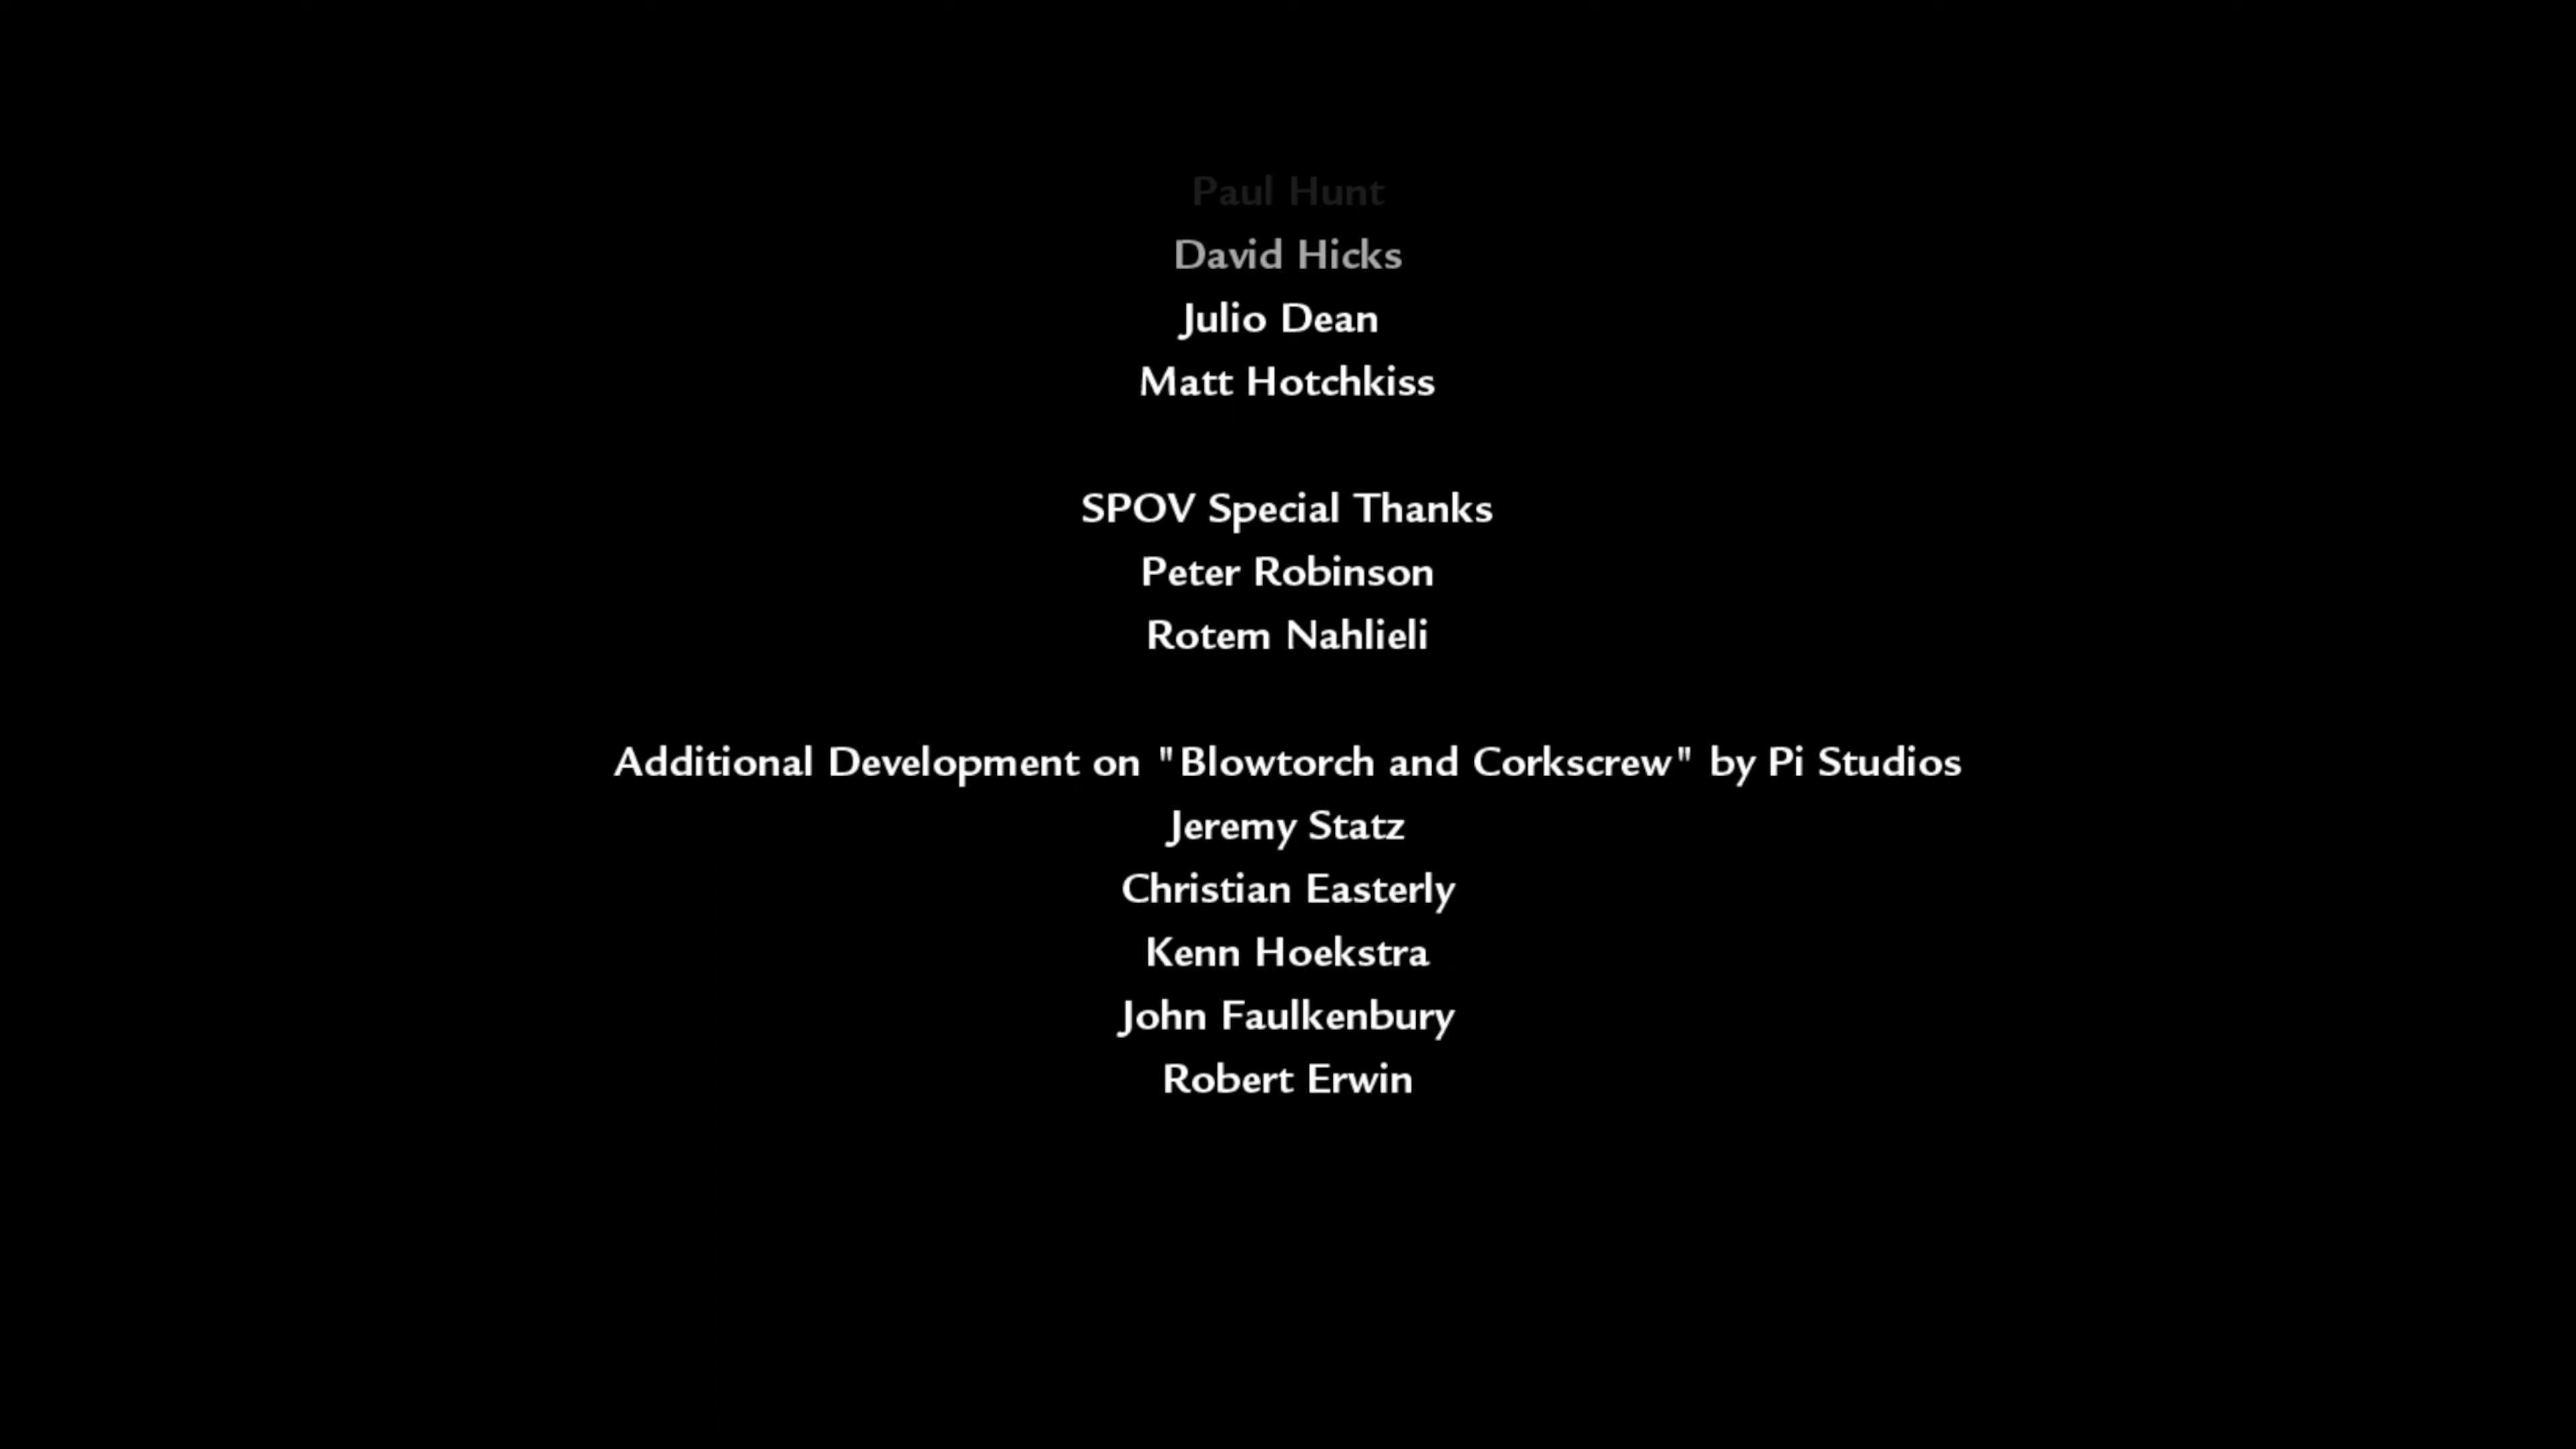 Paul Hunt
David Hicks
Julio Dean
Matt Hotchkiss
SPOV Special Thanks
Peter Robinson
Rotem Nahlieli
Additional Development on "Blowtorch and Corkscrew" by Pi Studios
Jeremy Statz
Christian Easterly
Kenn Hoekstra
John Faulkenbury
Robert Erwin